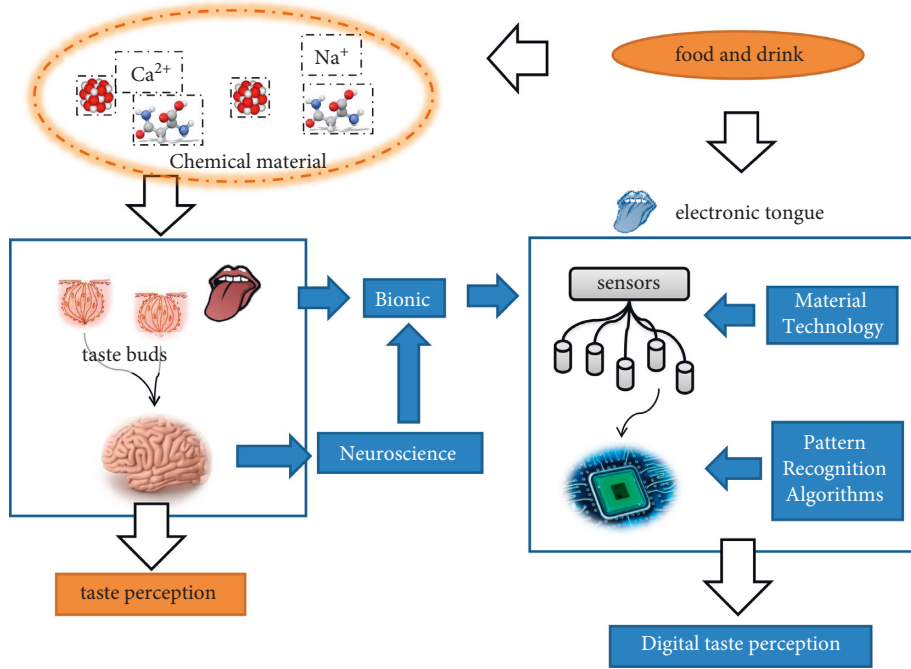 food and drink
Ca²⁺
Na⁺
Chemical material
electronic tongue
taste buds
Bionic
Neuroscience
sensors
Material
Technology
Pattern
Recognition
Algorithms
taste perception
Digital taste perception